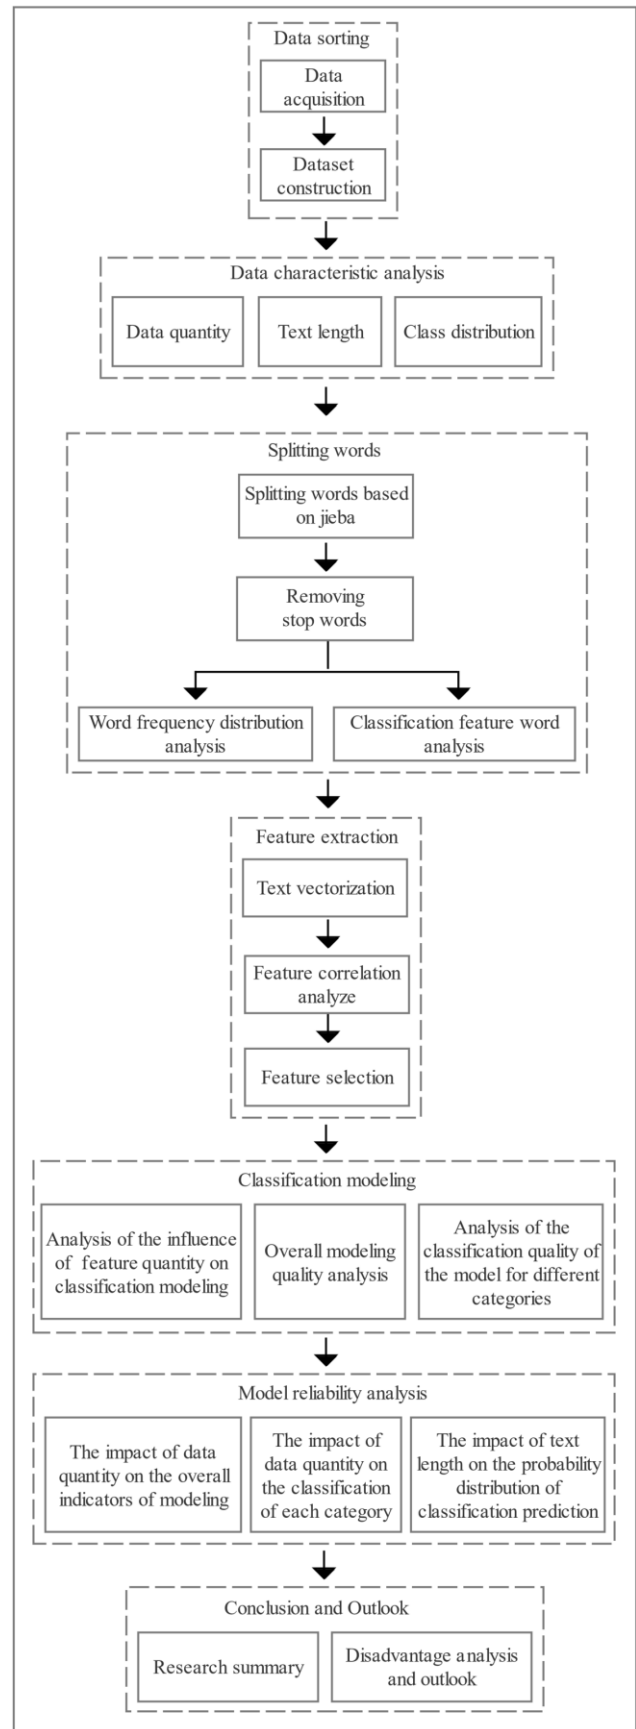 Data sorting
Data
acquisition
Dataset
construction
Data characteristic analysis
Data quantity
Text length
Class distribution
Splitting words
Splitting words based
on jieba
Removing
stop words
Word frequency distribution
analysis
Classification feature word
analysis
Feature extraction
Text vectorization
Feature correlation
analyze
Feature selection
Classification modeling
Analysis of the influence
of feature quantity on
classification modeling
Overall modeling
quality analysis
Analysis of the
classification quality of
the model for different
categories
Model reliability analysis
The impact of data
quantity on the overall
indicators of modeling
The impact of
data quantity on
the classification
of each category
The impact of text
length on the probability
distribution of
classification prediction
Conclusion and Outlook
Research summary
Disadvantage analysis
and outlook